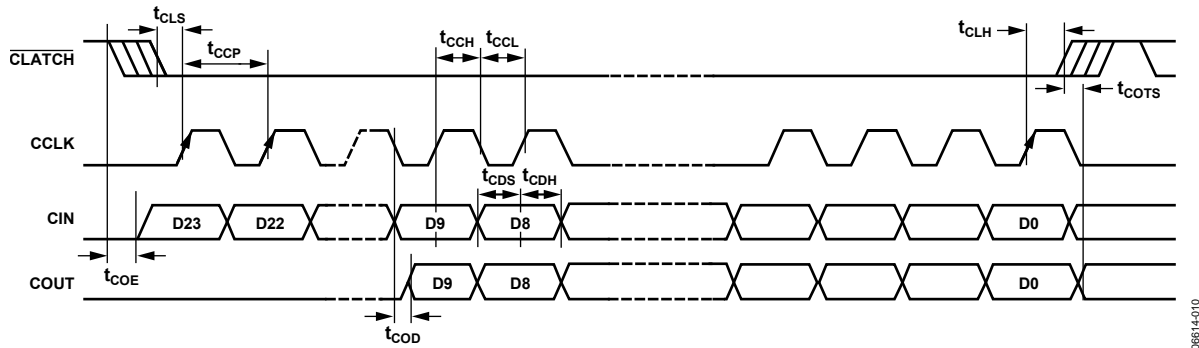 tCLS
tCCP
tCCH
tCCL
tCLH
CLATCH
tCOTS
CCLK
tCDS
tCDH
CIN
D23
D22
D9
D8
D0
tCOE
COUT
D9
D8
D0
tCOD
06614-010